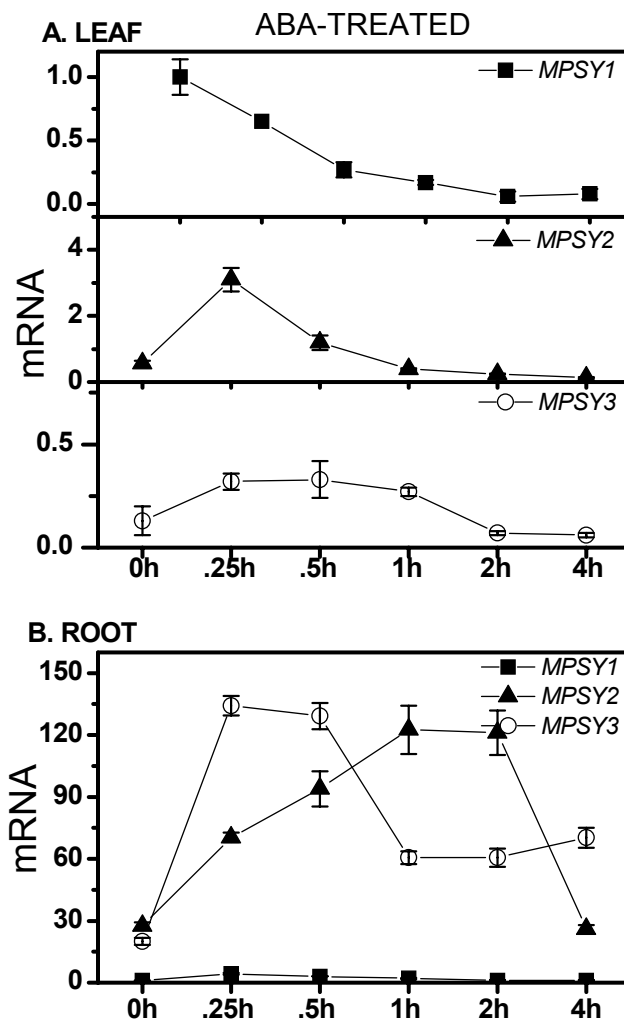 ABA-TREATED
A. LEAF
MPSY1
1.0
0.5
0.0
MPSY2
4
2
0
mRNA
MPSY3
0.5
0.0
0h .25h .5h 1h 2h 4h
B. ROOT
MPSY1
MPSY2
MPSY3
150
120
90
60
30
0
mRNA
0h .25h .5h 1h 2h 4h